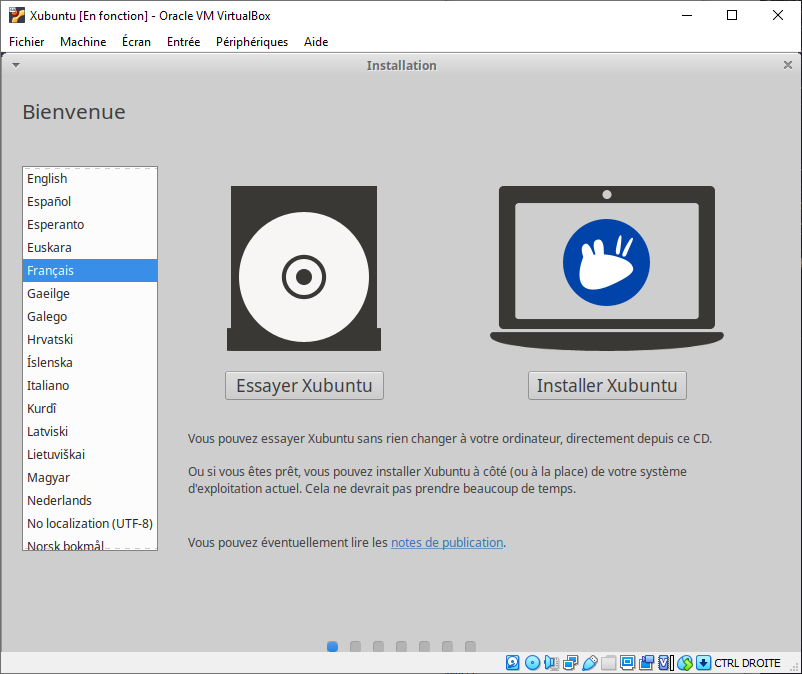 Xubuntu [En fonction] - Oracle VM VirtualBox
Fichier Machine Écran Entrée Périphériques Aide
Installation
Bienvenue
English
Español
Esperanto
Euskara
Français
Gaeilge
Galego
Hrvatski
Íslenska
Italiano
Kurdî
Latviski
Lietuviškai
Magyar
Nederlands
No localization (UTF-8)
Norsk bokmål
Essayer Xubuntu
Installer Xubuntu
Vous pouvez essayer Xubuntu sans rien changer à votre ordinateur, directement depuis ce CD.
Ou si vous êtes prêt, vous pouvez installer Xubuntu à côté (ou à la place) de votre système
d'exploitation actuel. Cela ne devrait pas prendre beaucoup de temps.
Vous pouvez éventuellement lire les notes de publication.
CTRL DROITE